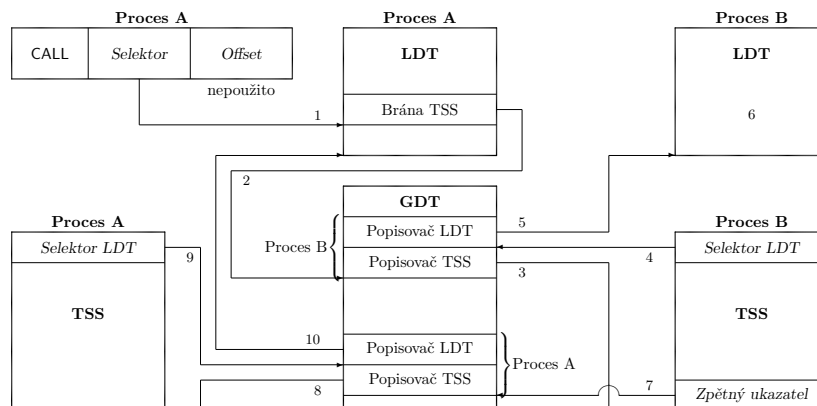 Proces A
Proces B
CALL Selektor Offset
LDT
LDT
nepoužito
1
Brána TSS
6
2
GDT
Proces A
Proces B
Popisovač LDT
5
Selektor LDT
9
Proces B
Popisovač TSS
3
4
Selektor LDT
TSS
TSS
10
Popisovač LDT
Proces A
8
Popisovač TSS
7
Zpětný ukazatel